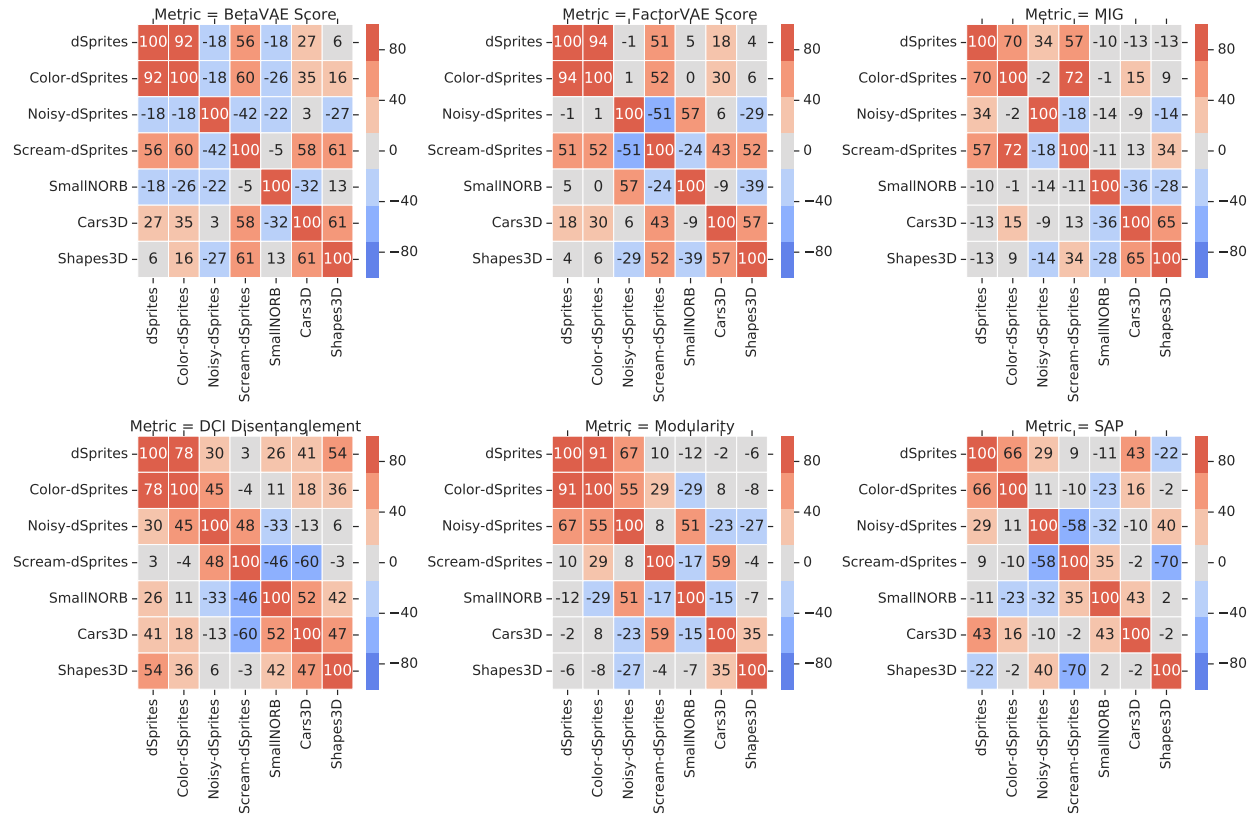 Metric = BetaVAE Score
dSprites 100 92 -18 56 -18 27 6
Color-dSprites 92 100 -18 60 -26 35 16
Noisy-dSprites -18 -18 100 -42 -22 3 -27
Scream-dSprites 56 60 -42 100 -5 58 61
SmallNORB -18 -26 -22 -5 100 -32 13
Cars3D 27 35 3 58 -32 100 61
Shapes3D 6 16 -27 61 13 61 100
dSprites
Color-dSprites
Noisy-dSprites
Scream-dSprites
SmallNORB
Cars3D
Shapes3D
80
40
0
−40
−80
Metric = FactorVAE Score
dSprites 100 94 -1 51 5 18 4
Color-dSprites 94 100 1 52 0 30 6
Noisy-dSprites -1 1 100 -51 57 6 -29
Scream-dSprites 51 52 -51 100 -24 43 52
SmallNORB 5 0 57 -24 100 -9 -39
Cars3D 18 30 6 43 -9 100 57
Shapes3D 4 6 -29 52 -39 57 100
dSprites
Color-dSprites
Noisy-dSprites
Scream-dSprites
SmallNORB
Cars3D
Shapes3D
80
40
0
−40
−80
Metric = MIG
dSprites 100 70 34 57 -10 -13 -13
Color-dSprites 70 100 -2 72 -1 15 9
Noisy-dSprites 34 -2 100 -18 -14 -9 -14
Scream-dSprites 57 72 -18 100 -11 13 34
SmallNORB -10 -1 -14 -11 100 -36 -28
Cars3D -13 15 -9 13 -36 100 65
Shapes3D -13 9 -14 34 -28 65 100
dSprites
Color-dSprites
Noisy-dSprites
Scream-dSprites
SmallNORB
Cars3D
Shapes3D
80
40
0
−40
−80
Metric = DCI Disentanglement
dSprites 100 78 30 3 26 41 54
Color-dSprites 78 100 45 -4 11 18 36
Noisy-dSprites 30 45 100 48 -33 -13 6
Scream-dSprites 3 -4 48 100 -46 -60 -3
SmallNORB 26 11 -33 -46 100 52 42
Cars3D 41 18 -13 -60 52 100 47
Shapes3D 54 36 6 -3 42 47 100
dSprites
Color-dSprites
Noisy-dSprites
Scream-dSprites
SmallNORB
Cars3D
Shapes3D
80
40
0
−40
−80
Metric = Modularity
dSprites 100 91 67 10 -12 -2 -6
Color-dSprites 91 100 55 29 -29 8 -8
Noisy-dSprites 67 55 100 8 51 -23 -27
Scream-dSprites 10 29 8 100 -17 59 -4
SmallNORB -12 -29 51 -17 100 -15 -7
Cars3D -2 8 -23 59 -15 100 35
Shapes3D -6 -8 -27 -4 -7 35 100
dSprites
Color-dSprites
Noisy-dSprites
Scream-dSprites
SmallNORB
Cars3D
Shapes3D
80
40
0
−40
−80
Metric = SAP
dSprites 100 66 29 9 -11 43 -22
Color-dSprites 66 100 11 -10 -23 16 -2
Noisy-dSprites 29 11 100 -58 -32 -10 40
Scream-dSprites 9 -10 -58 100 35 -2 -70
SmallNORB -11 -23 -32 35 100 43 2
Cars3D 43 16 -10 -2 43 100 -2
Shapes3D -22 -2 40 -70 2 -2 100
dSprites
Color-dSprites
Noisy-dSprites
Scream-dSprites
SmallNORB
Cars3D
Shapes3D
80
40
0
−40
−80